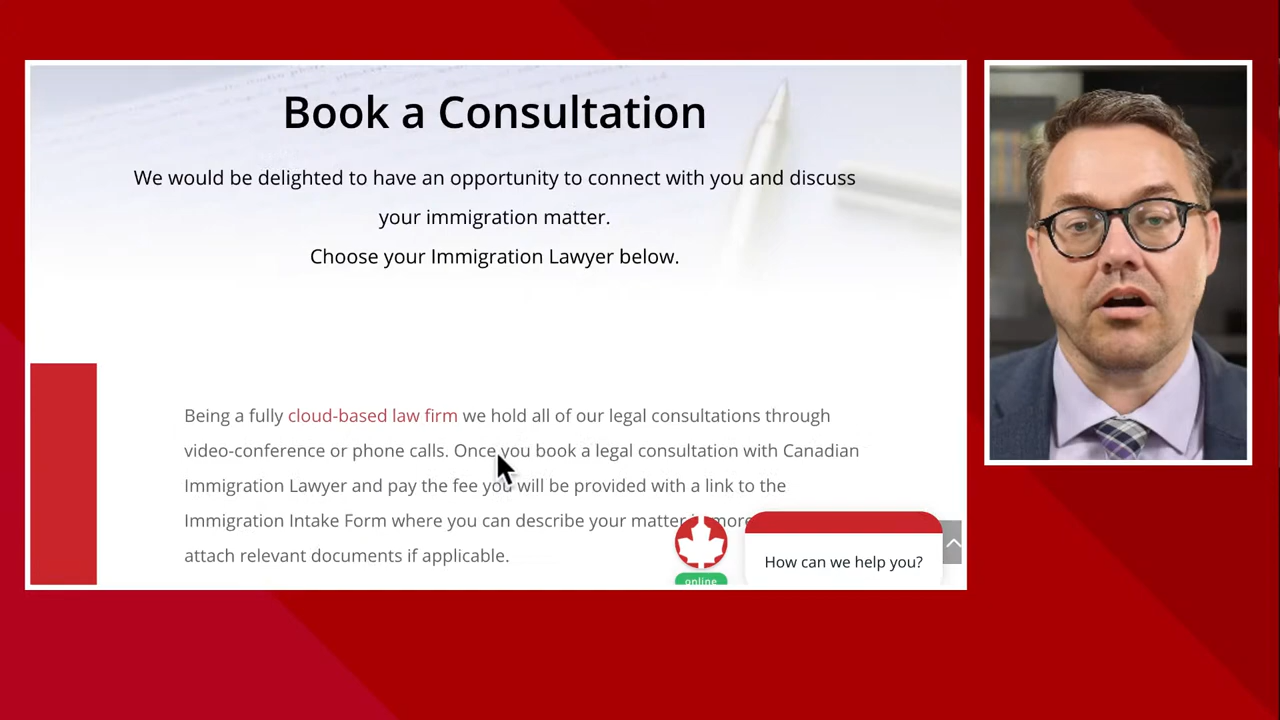 Book a Consultation
We would be delighted to have an opportunity to connect with you and discuss
your immigration matter.
Choose your Immigration Lawyer below.
Being a fully cloud-based law firm we hold all of our legal consultations through
video-conference or phone calls. Once you book a legal consultation with Canadian
Immigration Lawyer and pay the fee you will be provided with a link to the
Immigration Intake Form where you can describe your matter more
attach relevant documents if applicable.
online
How can we help you?